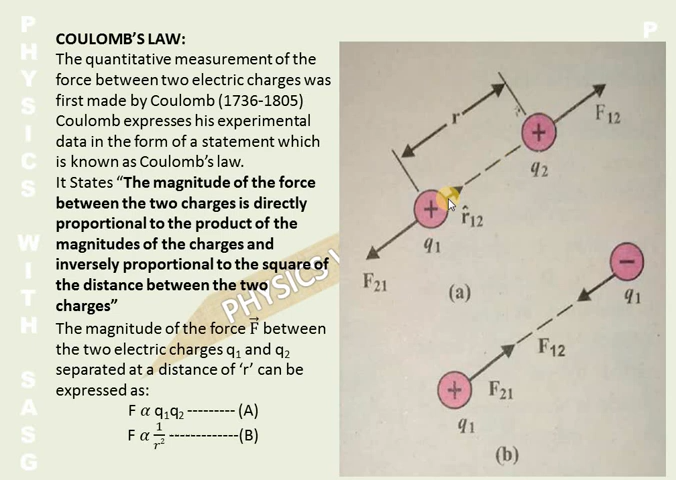 PHYSICS WITH SASG
P
COULOMB'S LAW:
The quantitative measurement of the
force between two electric charges was
first made by Coulomb (1736-1805)
Coulomb expresses his experimental
data in the form of a statement which
is known as Coulomb's law.
It States “The magnitude of the force
between the two charges is directly
proportional to the product of the
magnitudes of the charges and
inversely proportional to the square of
the distance between the two
charges”
The magnitude of the force F⃗ between
the two electric charges q₁ and q₂
separated at a distance of ‘r’ can be
expressed as:
F α q₁q₂ --------- (A)
F α 1/r² -------------(B)
PHYSICS
r
F₁₂
+
q₂
+
r̂₁₂
q₁
F₂₁
(a)
−
q₁
F₁₂
+
F₂₁
q₁
(b)